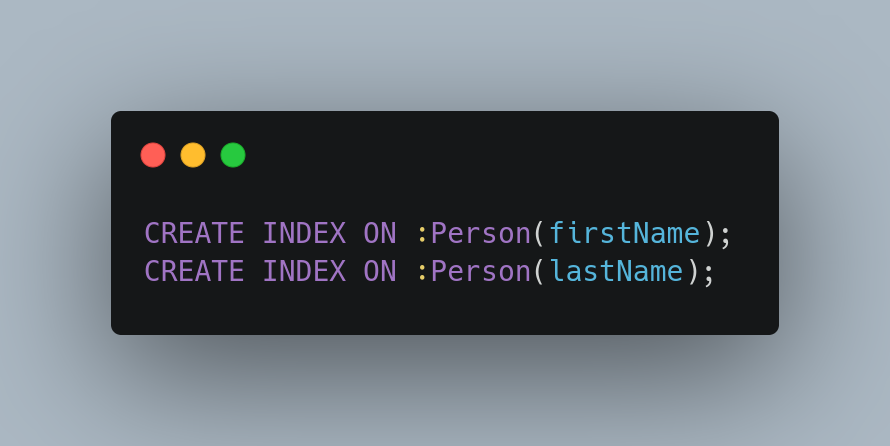 CREATE INDEX ON :Person(firstName);
CREATE INDEX ON :Person(lastName);